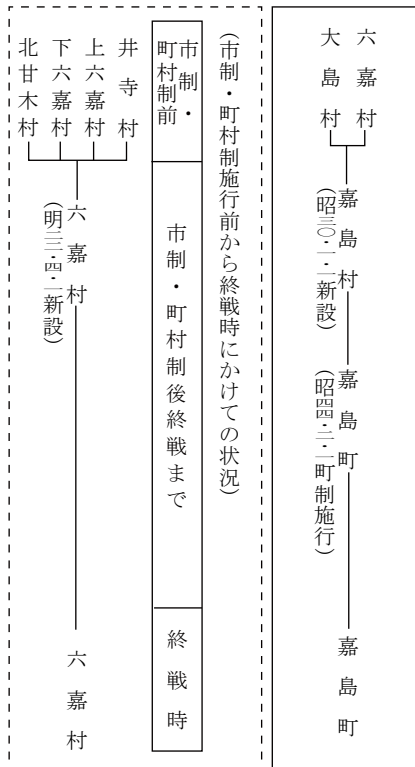 六嘉村
大島村
嘉島村
(昭三〇・一・一新設)
嘉島町
(昭四四・一・一町制施行)
嘉島町
(市制・町村制施行前から終戦時にかけての状況)
市制・
町村制前
市制・町村制後終戦まで
終戦時
井寺村
上六嘉村
下六嘉村
北甘木村
六嘉村
(明二二・四・一新設)
六嘉村